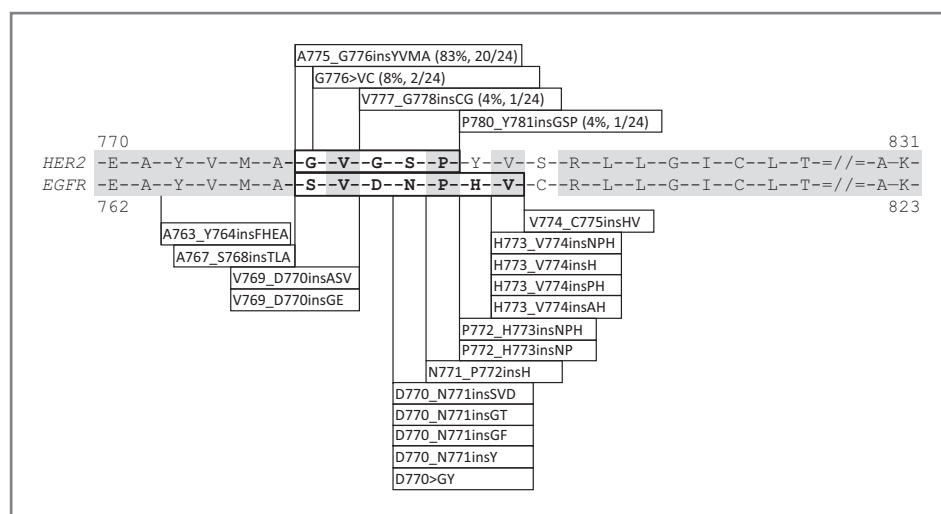 A775_G776insYVMA (83%, 20/24)
G776>VC (8%, 2/24)
V777_G778insCG (4%, 1/24)
P780_Y781insGSP (4%, 1/24)
770 831
HER2 -E--A--Y--V--M--A--G--V--G--S--P--Y--V--S--R--L--L--G--I--C--L--T-=//=-A--K-
EGFR -E--A--Y--V--M--A--S--V--D--N--P--H--V--C--R--L--L--G--I--C--L--T-=//=-A--K-
762 823
V774_C775insHV
A763_Y764insFHEA
H773_V774insNPH
A767_S768insTLA
H773_V774insH
V769_D770insASV
H773_V774insPH
V769_D770insGE
H773_V774insAH
P772_H773insNPH
P772_H773insNP
N771_P772insH
D770_N771insSVD
D770_N771insGT
D770_N771insGF
D770_N771insY
D770>GY